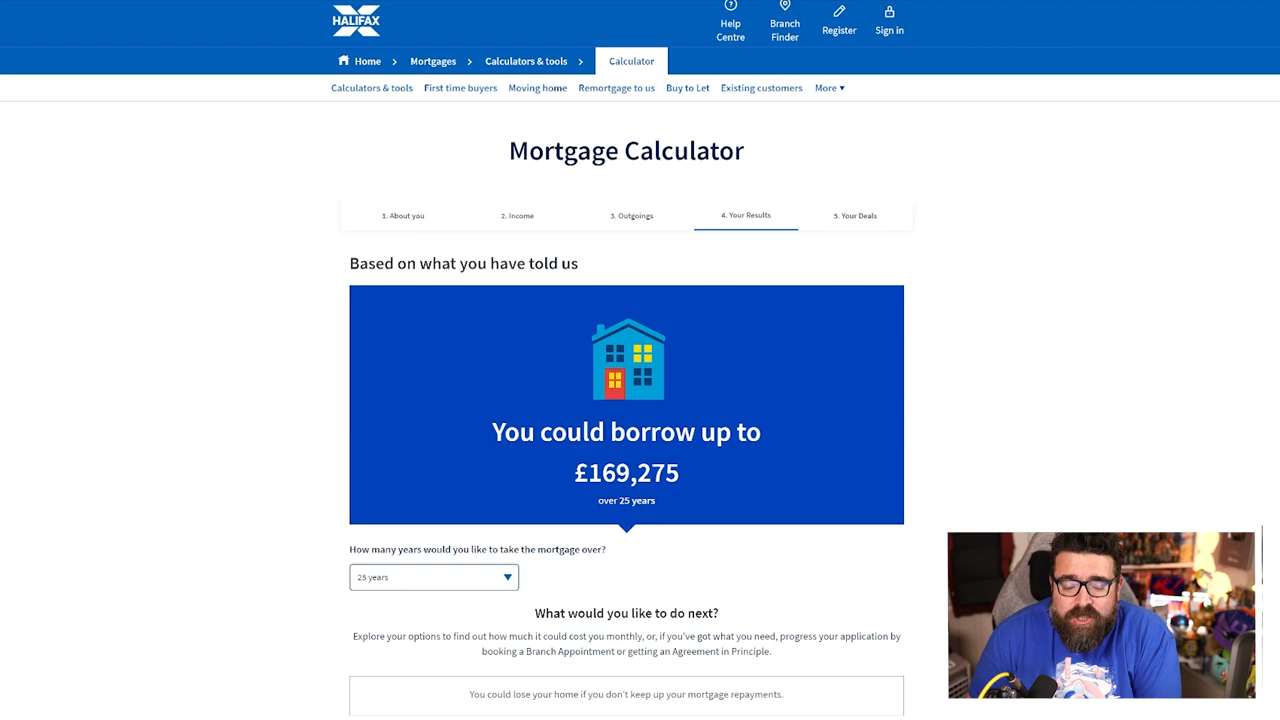 HALIFAX
Help Centre
Branch Finder
Register
Sign in
Home
Mortgages
Calculators & tools
Calculator
Calculators & tools
First time buyers
Moving home
Remortgage to us
Buy to Let
Existing customers
More
Mortgage Calculator
1. About you
2. Income
3. Outgoings
4. Your Results
5. Your Deals
Based on what you have told us
You could borrow up to
£169,275
over 25 years
How many years would you like to take the mortgage over?
25 years
What would you like to do next?
Explore your options to find out how much it could cost you monthly, or, if you've got what you need, progress your application by
booking a Branch Appointment or getting an Agreement in Principle.
You could lose your home if you don't keep up your mortgage repayments.